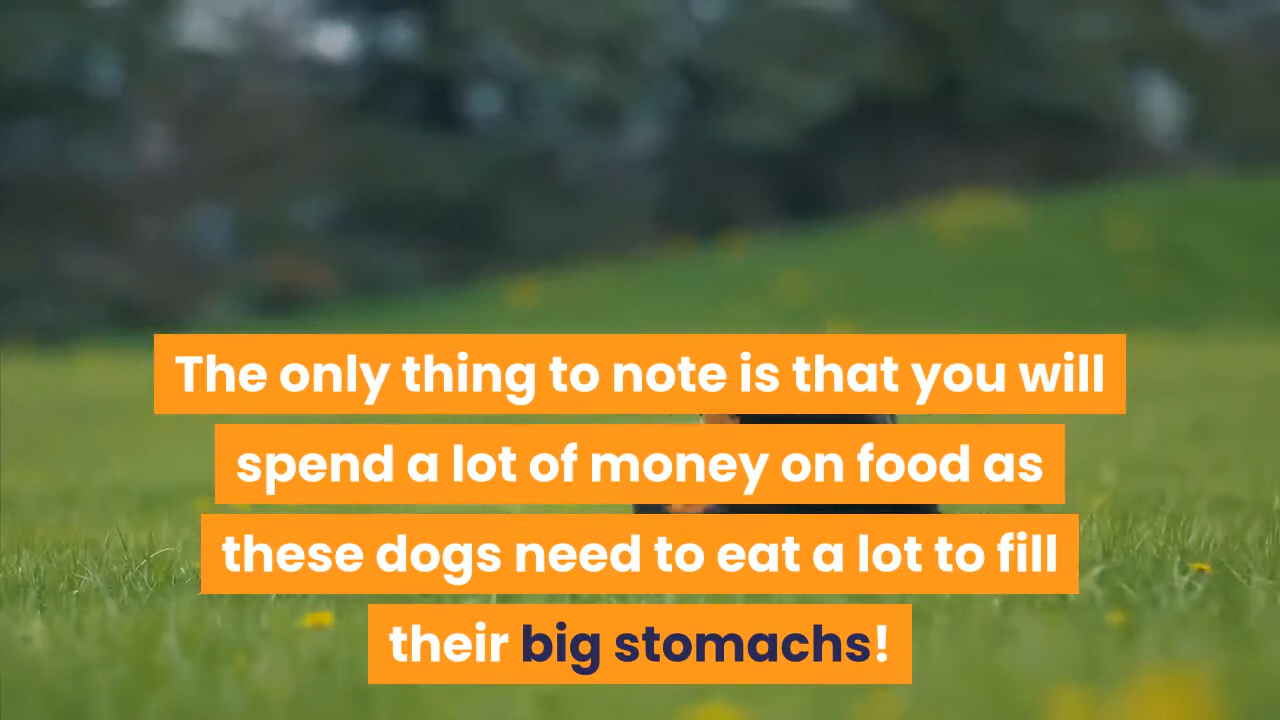 The only thing to note is that you will
spend a lot of money on food as
these dogs need to eat a lot to fill
their big stomachs!